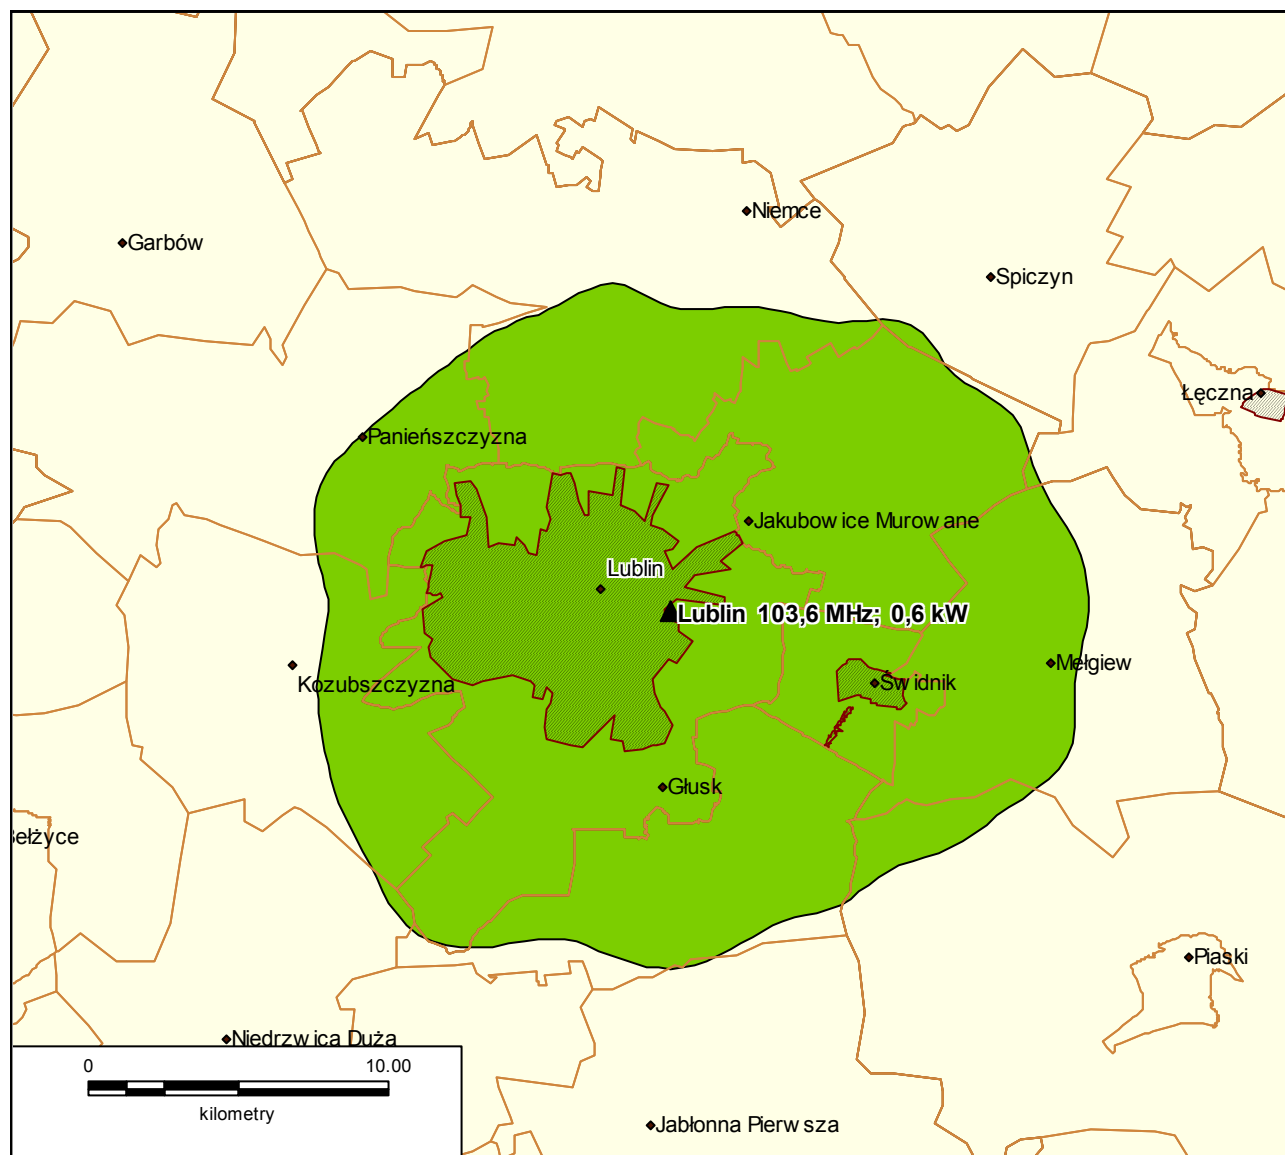 Niemce
Garbów
Spiczyn
Łęczna
Panieńszczyzna
Jakubowice Murowane
Lublin
Lublin 103,6 MHz; 0,6 kW
Mełgiew
Kozubszczyzna
Świdnik
Głusk
Bełżyce
Piaski
Niedrzwica Duża
0 10.00
kilometry
Jabłonna Pierwsza